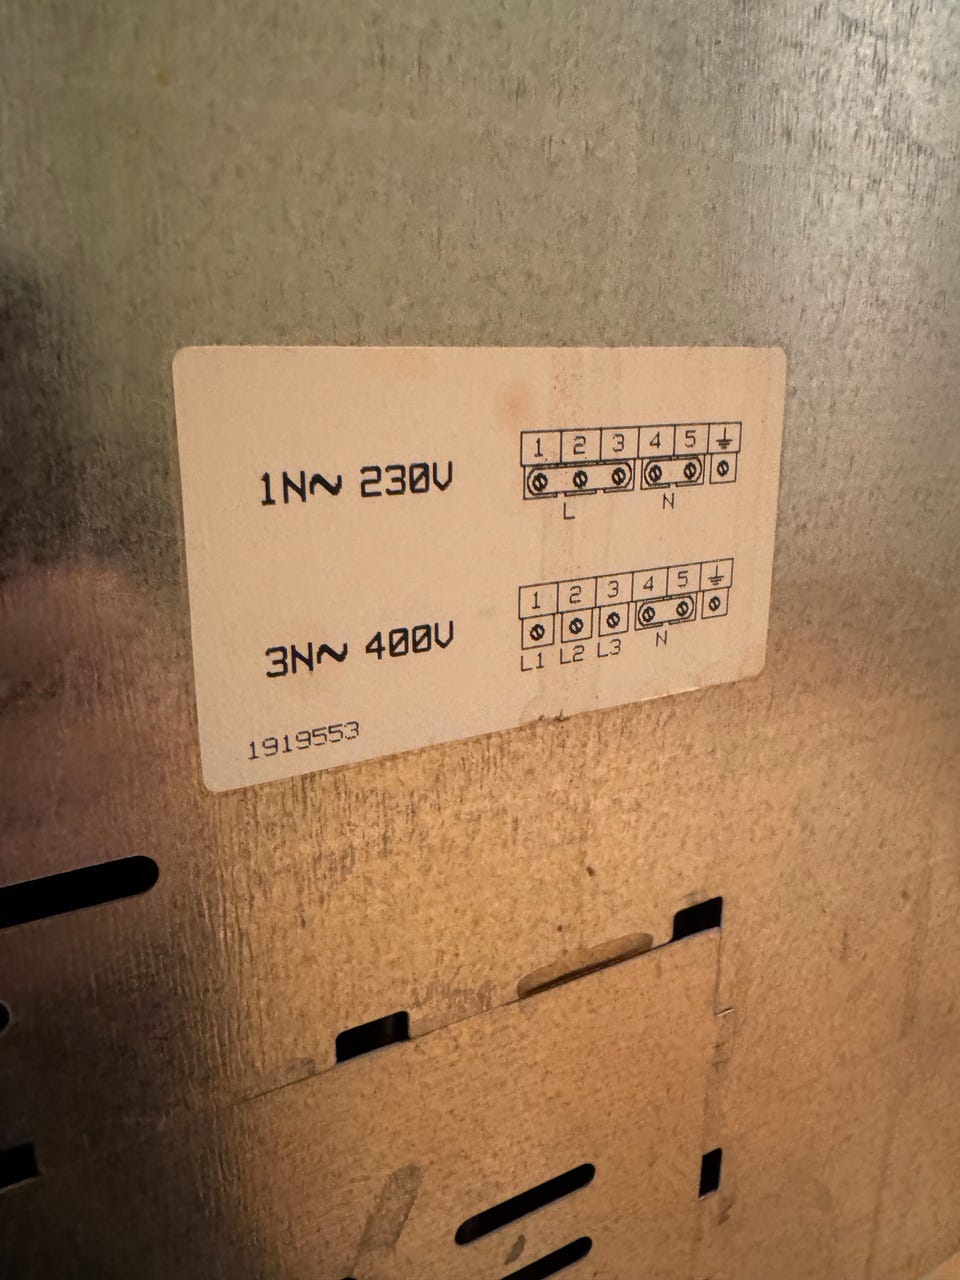 1N~ 230V
1 2 3 4 5 ⏚
L N
3N~ 400V
1 2 3 4 5 ⏚
L1 L2 L3 N
1919553